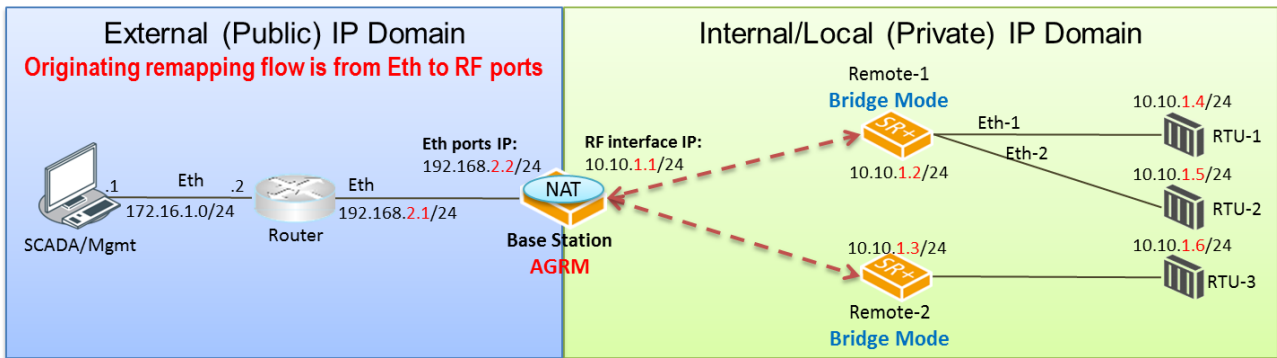 External (Public) IP Domain
Originating remapping flow is from Eth to RF ports
Internal/Local (Private) IP Domain
Remote-1
Bridge Mode
SR+
10.10.1.2/24
Eth-1
Eth-2
10.10.1.4/24
RTU-1
10.10.1.5/24
RTU-2
Eth ports IP:
192.168.2.2/24
RF interface IP:
10.10.1.1/24
NAT
Base Station
AGRM
.1
Eth
.2
172.16.1.0/24
SCADA/Mgmt
Router
Eth
192.168.2.1/24
10.10.1.3/24
SR+
Remote-2
Bridge Mode
10.10.1.6/24
RTU-3